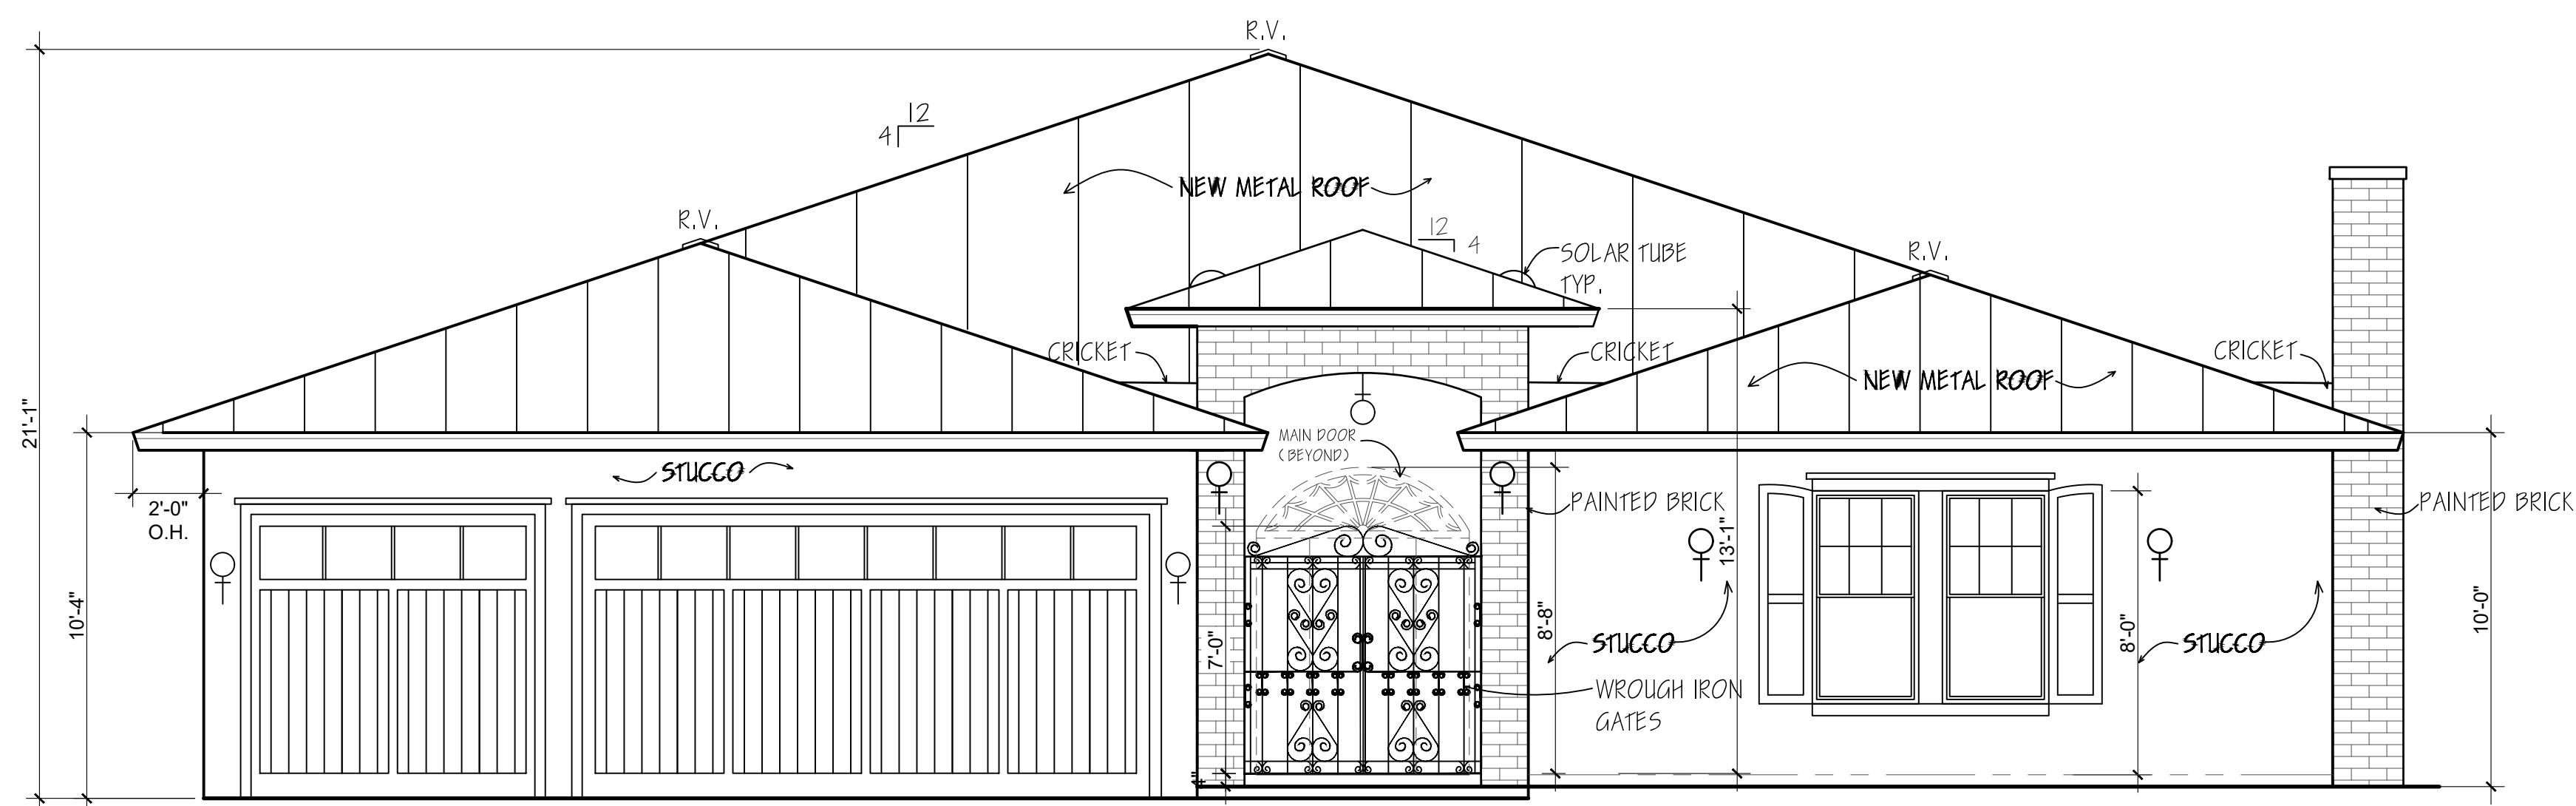 R.V.
12
4
NEW METAL ROOF
R.V.
12
4
R.V.
SOLAR TUBE
TYP.
CRICKET
CRICKET
CRICKET
NEW METAL ROOF
21'-1"
MAIN DOOR
(BEYOND)
STUCCO
2'-0"
O.H.
PAINTED BRICK
PAINTED BRICK
13'-1"
10'-4"
7'-0"
8'-8"
STUCCO
8'-0"
STUCCO
10'-0"
WROUGH IRON
GATES